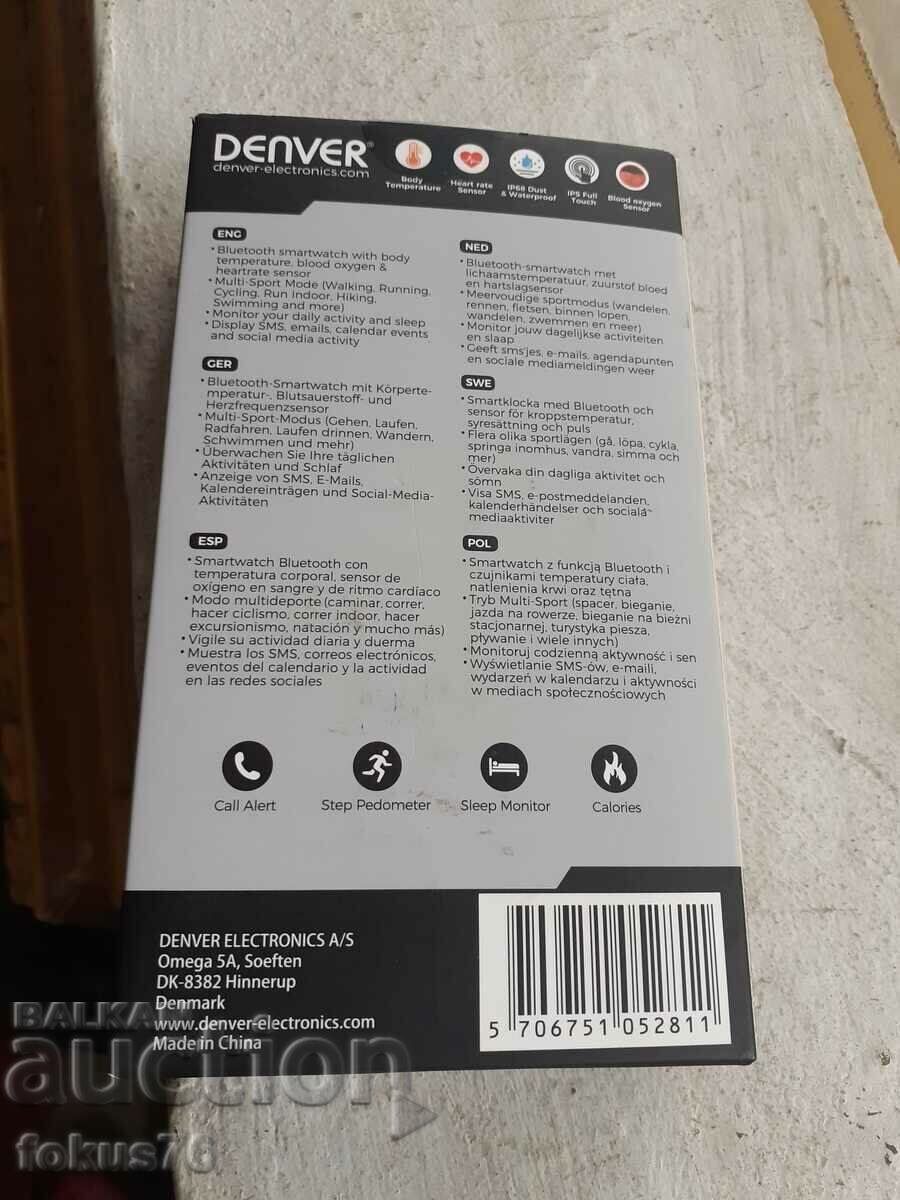 DENVER®
denver-electronics.com
Body
Temperature
Heart rate
Sensor
IP68 Dust
& Waterproof
IPS Full
Touch
Blood oxygen
Sensor
ENG
• Bluetooth smartwatch with body
temperature, blood oxygen &
heartrate sensor
• Multi-Sport Mode (Walking, Running,
Cycling, Run Indoor, Hiking,
Swimming and more)
• Monitor your daily activity and sleep
• Display SMS, emails, calendar events
and social media activity
GER
• Bluetooth-Smartwatch mit Körperte-
mperatur-, Blutsauerstoff- und
Herzfrequenzsensor
• Multi-Sport-Modus (Gehen, Laufen,
Radfahren, Laufen drinnen, Wandern,
Schwimmen und mehr)
• Überwachen Sie Ihre täglichen
Aktivitäten und Schlaf
• Anzeige von SMS, E-Mails,
Kalendereinträgen und Social-Media-
Aktivitäten
ESP
• Smartwatch Bluetooth con
temperatura corporal, sensor de
oxígeno en sangre y de ritmo cardíaco
• Modo multideporte (caminar, correr,
hacer ciclismo, correr indoor, hacer
excursionismo, natación y mucho más)
• Vigile su actividad diaria y duerma
• Muestra los SMS, correos electrónicos,
eventos del calendario y la actividad
en las redes sociales
NED
• Bluetooth-smartwatch met
lichaamstemperatuur, zuurstof bloed
en hartslagsensor
• Meervoudige sportmodus (wandelen,
rennen, fietsen, binnen lopen,
wandelen, zwemmen en meer)
• Monitor jouw dagelijkse activiteiten
en slaap
• Geeft sms'jes, e-mails, agendapunten
en sociale mediameldingen weer
SWE
• Smartklocka med Bluetooth och
sensor för kroppstemperatur,
syresättning och puls
• Flera olika sportlägen (gå, löpa, cykla,
springa inomhus, vandra, simma och
mer)
• Övervaka din dagliga aktivitet och
sömn
• Visa SMS, e-postmeddelanden,
kalenderhändelser och sociala
mediaaktiviter
POL
• Smartwatch z funkcją Bluetooth i
czujnikami temperatury ciała,
natlenienia krwi oraz tętna
• Tryb Multi-Sport (spacer, bieganie,
jazda na rowerze, bieganie na bieżni
stacjonarnej, turystyka piesza,
pływanie i wiele innych)
• Monitoruj codzienną aktywność i sen
• Wyświetlanie SMS-ów, e-maili,
wydarzeń w kalendarzu i aktywności
w mediach społecznościowych
Call Alert
Step Pedometer
Sleep Monitor
Calories
DENVER ELECTRONICS A/S
Omega 5A, Soeften
DK-8382 Hinnerup
Denmark
www.denver-electronics.com
Made in China
5 706751 052811
BALKAN
auction
fokus76